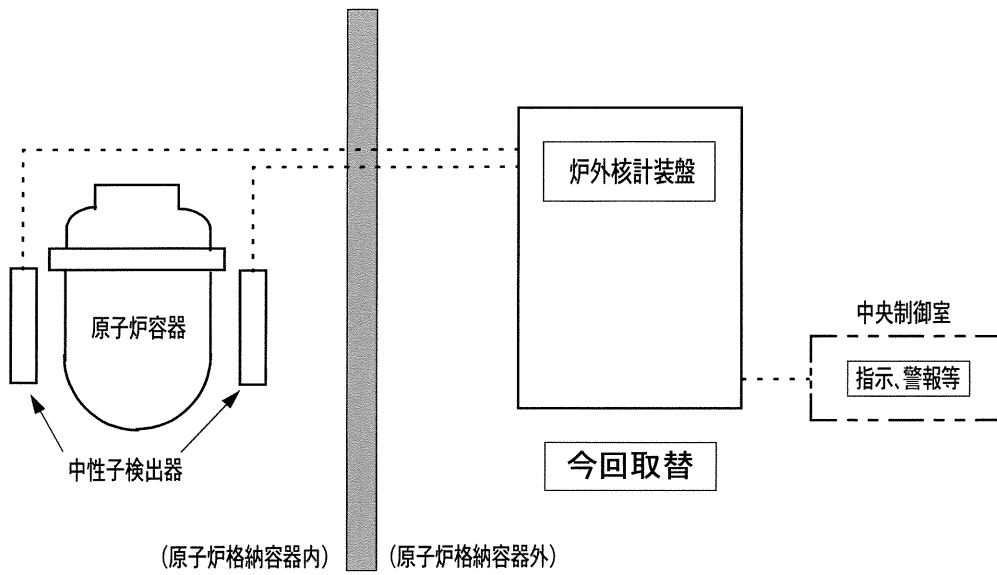 炉外核計装盤
原子炉容器
中央制御室
指示、警報等
中性子検出器
今回取替
(原子炉格納容器内)
(原子炉格納容器外)